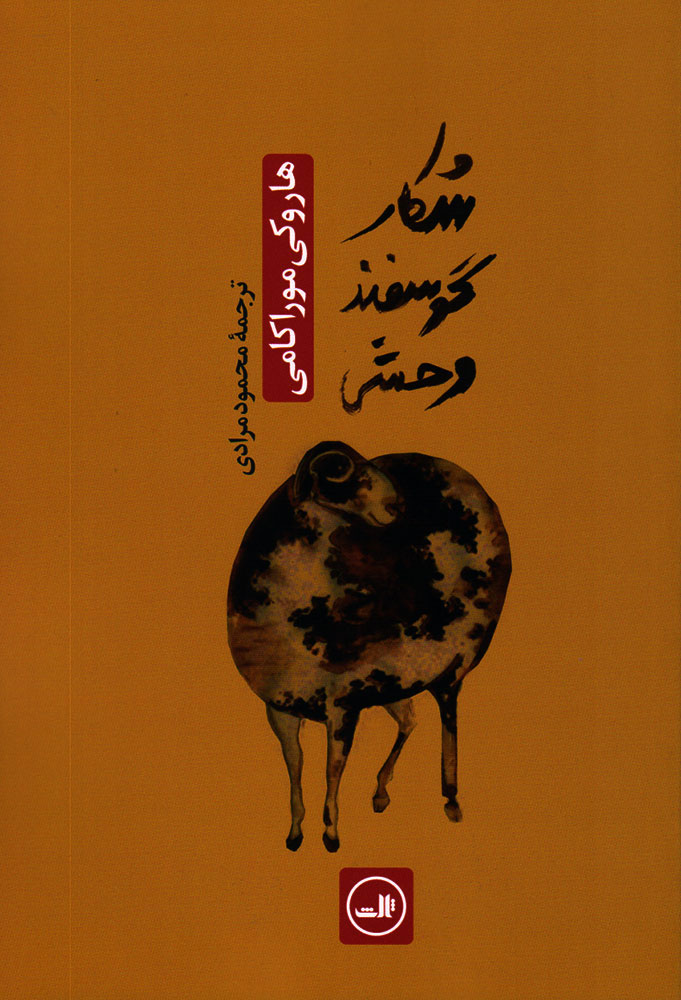 شکار
گوسفند
وحشی
هاروکی موراکامی
ترجمهٔ محمود مرادی
ثالث